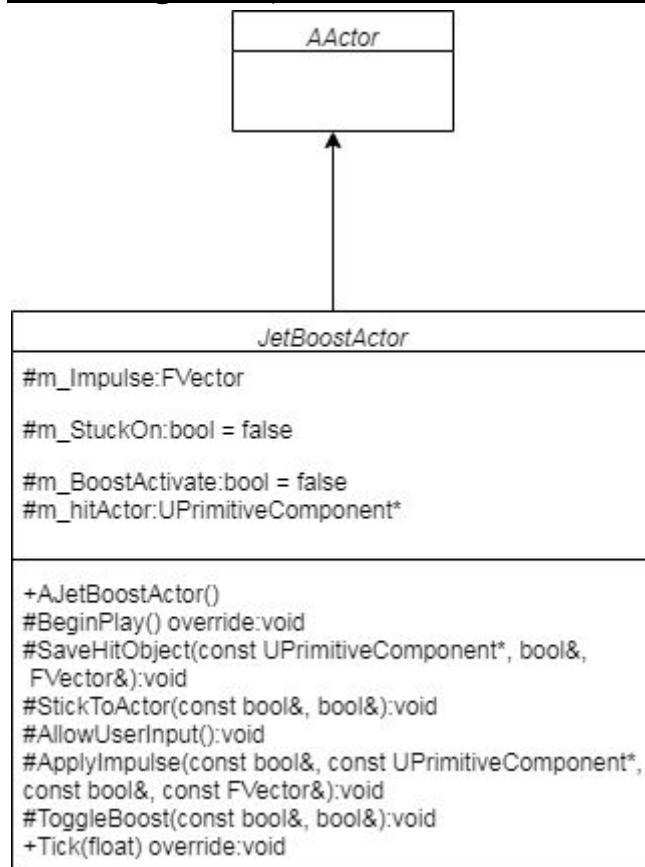 AActor
JetBoostActor
#m_Impulse:FVector
#m_StuckOn:bool = false
#m_BoostActivate:bool = false
#m_hitActor:UPrimitiveComponent*
+AJetBoostActor()
#BeginPlay() override:void
#SaveHitObject(const UPrimitiveComponent*, bool&,
FVector&):void
#StickToActor(const bool&, bool&):void
#AllowUserInput():void
#ApplyImpulse(const bool&, const UPrimitiveComponent*,
const bool&, const FVector&):void
#ToggleBoost(const bool&, bool&):void
+Tick(float) override:void